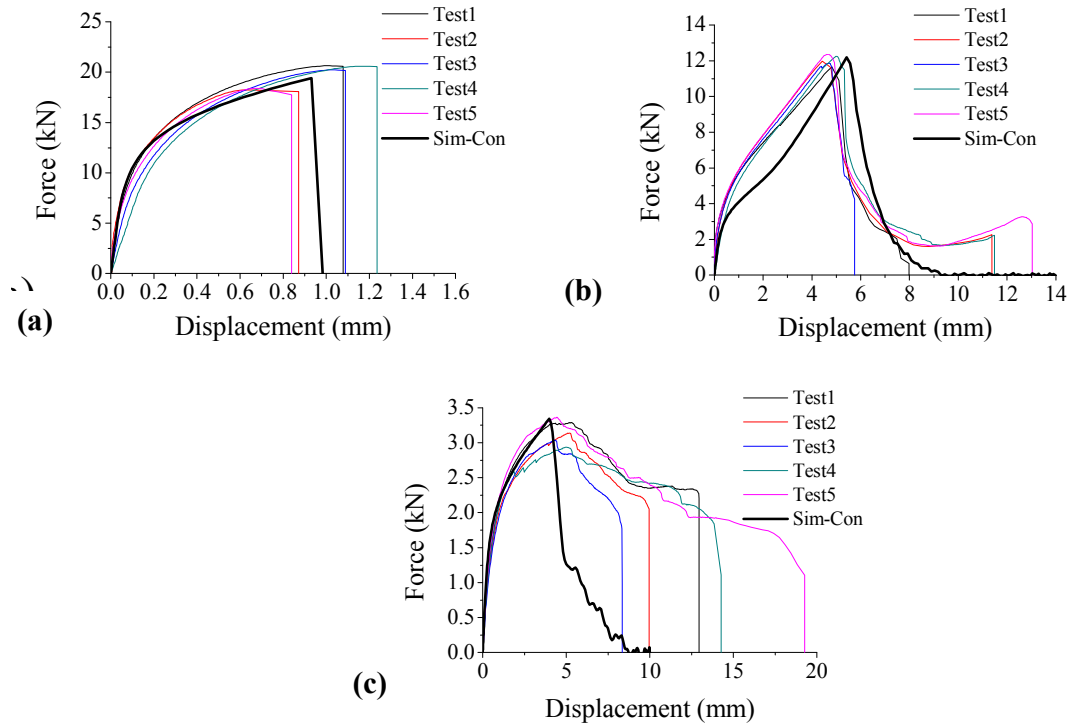 Test1
Test2
Test3
Test4
Test5
Sim-Con
25
20
15
10
5
0
0.0 0.2 0.4 0.6 0.8 1.0 1.2 1.4 1.6
Force (kN)
Displacement (mm)
(a)
Test1
Test2
Test3
Test4
Test5
Sim-Con
14
12
10
8
6
4
2
0
0 2 4 6 8 10 12 14
Force (kN)
Displacement (mm)
(b)
Test1
Test2
Test3
Test4
Test5
Sim-Con
3.5
3.0
2.5
2.0
1.5
1.0
0.5
0.0
0 5 10 15 20
Force (kN)
Displacement (mm)
(c)